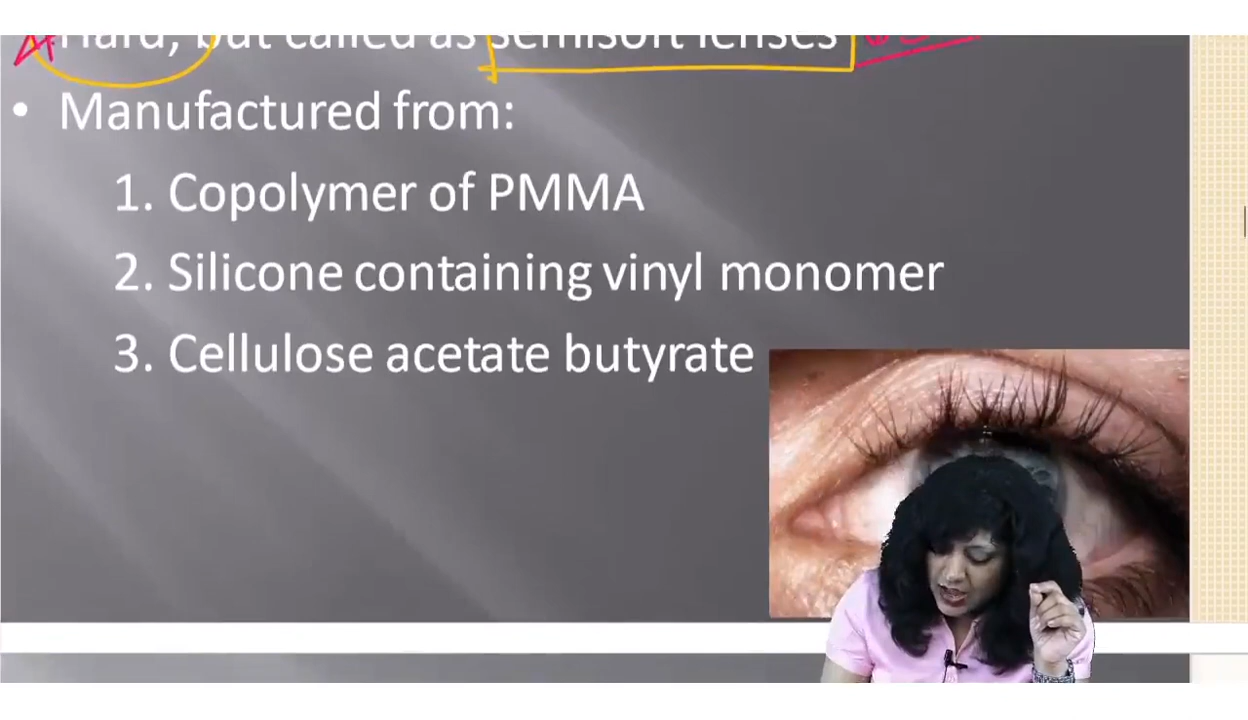 Hard, but called as semisoft lenses
• Manufactured from:
1. Copolymer of PMMA
2. Silicone containing vinyl monomer
3. Cellulose acetate butyrate